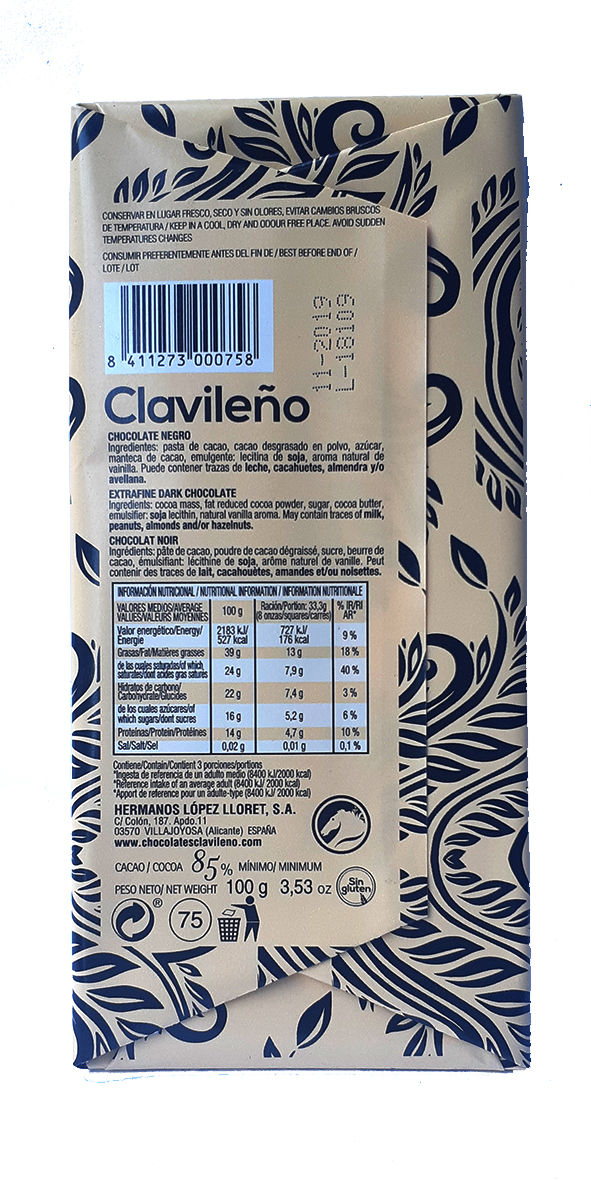 CONSERVAR EN LUGAR FRESCO, SECO Y SIN OLORES, EVITAR CAMBIOS BRUSCOS
DE TEMPERATURA / KEEP IN A COOL, DRY AND ODOUR FREE PLACE. AVOID SUDDEN
TEMPERATURES CHANGES
CONSUMIR PREFERENTEMENTE ANTES DEL FIN DE / BEST BEFORE END OF /
LOTE / LOT
11-2019
L-18109
8 411273 000758
Clavileño
CHOCOLATE NEGRO
Ingredientes: pasta de cacao, cacao desgrasado en polvo, azúcar,
manteca de cacao, emulgente: lecitina de soja, aroma natural de
vainilla. Puede contener trazas de leche, cacahuetes, almendra y/o
avellana.
EXTRAFINE DARK CHOCOLATE
Ingredients: cocoa mass, fat reduced cocoa powder, sugar, cocoa butter,
emulsifier: soja lecithin, natural vanilla aroma. May contain traces of milk,
peanuts, almonds and/or hazelnuts.
CHOCOLAT NOIR
Ingrédients: pâte de cacao, poudre de cacao dégraissé, sucre, beurre de
cacao, émulsifiant: lécithine de soja, arôme naturel de vanille. Peut
contenir des traces de lait, cacahouètes, amandes et/ou noisettes.
INFORMACIÓN NUTRICIONAL / NUTRITIONAL INFORMATION / INFORMATION NUTRITIONALE
VALORES MEDIOS/AVERAGE 100 g Ración/Portion: 33,3g % IR/RI
VALUES/VALEURS MOYENNES (8 onzas/squares/carrés) AR*
Valor energético/Energy/ 2183 kJ/ 727 kJ/ 9 %
Energie 527 kcal 176 kcal
Grasas/Fat/Matières grasses 39 g 13 g 18 %
de las cuales saturadas/of which 24 g 7,9 g 40 %
saturates/dont acides gras saturés
Hidratos de carbono/ 22 g 7,4 g 3 %
Carbohydrate/Glucides
de los cuales azúcares/of 16 g 5,2 g 6 %
which sugars/dont sucres
Proteínas/Protein/Protéines 14 g 4,7 g 10 %
Sal/Salt/Sel 0,02 g 0,01 g 0,1 %
Contiene/Contain/Contient 3 porciones/portions
*Ingesta de referencia de un adulto medio (8400 kJ/2000 kcal)
*Reference intake of an average adult (8400 kJ/ 2000 kcal)
*Apport de reference pour un adulte-type (8400 kJ/ 2000 kcal)
HERMANOS LÓPEZ LLORET, S.A.
C/ Colón, 187. Apdo.11
03570 VILLAJOYOSA (Alicante) ESPAÑA
www.chocolatesclavileno.com
CACAO / COCOA 85% MÍNIMO/ MINIMUM
PESO NETO/ NET WEIGHT 100 g 3,53 oz
Sin
gluten
®
75